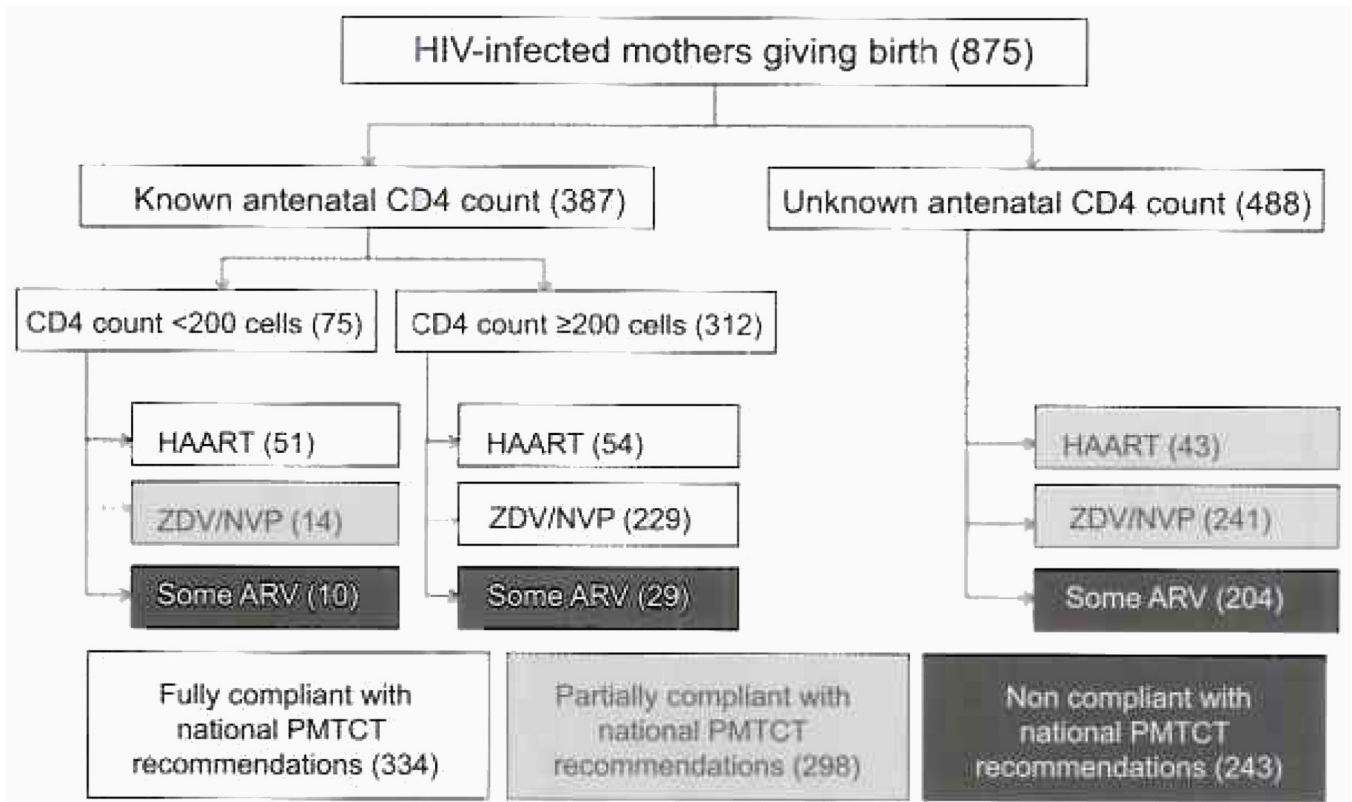 HIV-infected mothers giving birth (875)
Known antenatal CD4 count (387)
Unknown antenatal CD4 count (488)
CD4 count <200 cells (75)
CD4 count ≥200 cells (312)
HAART (51)
HAART (54)
HAART (43)
ZDV/NVP (14)
ZDV/NVP (229)
ZDV/NVP (241)
Some ARV (10)
Some ARV (29)
Some ARV (204)
Fully compliant with
national PMTCT
recommendations (334)
Partially compliant with
national PMTCT
recommendations (298)
Non compliant with
national PMTCT
recommendations (243)